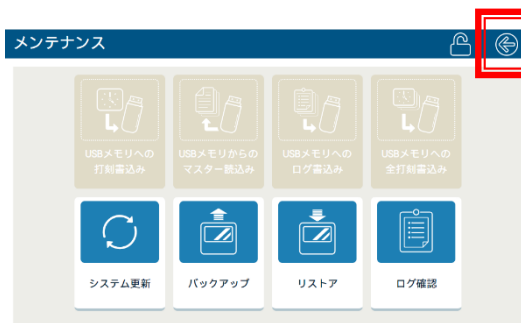 メンテナンス
USBメモリへの
打刻書込み
USBメモリからの
マスター読込み
USBメモリへの
ログ書込み
USBメモリへの
全打刻書込み
システム更新
バックアップ
リストア
ログ確認